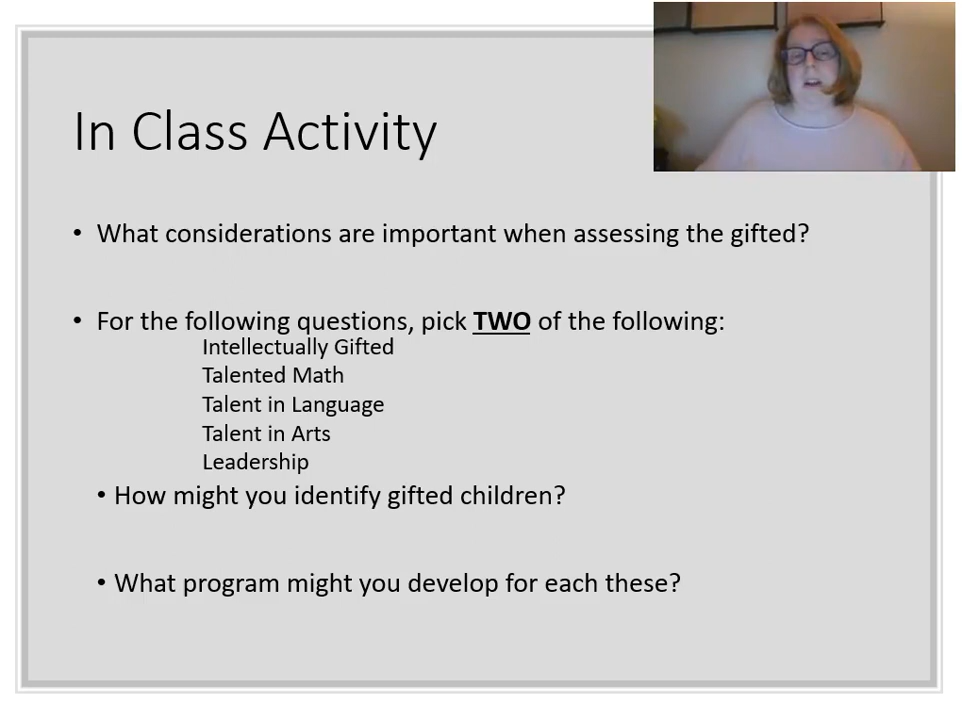 In Class Activity
• What considerations are important when assessing the gifted?
• For the following questions, pick TWO of the following:
Intellectually Gifted
Talented Math
Talent in Language
Talent in Arts
Leadership
• How might you identify gifted children?
• What program might you develop for each these?